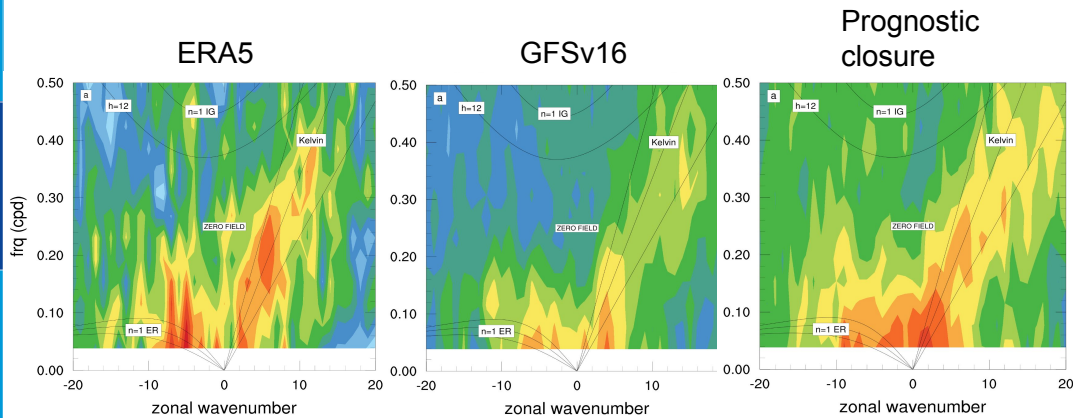 ERA5
GFSv16
Prognostic
closure
0.50
0.40
0.30
0.20
0.10
0.00
frq (cpd)
a
h=12
n=1 IG
Kelvin
ZERO FIELD
n=1 ER
-20
-10
0
10
20
zonal wavenumber
0.50
0.40
0.30
0.20
0.10
0.00
a
h=12
n=1 IG
Kelvin
ZERO FIELD
n=1 ER
-20
-10
0
10
zonal wavenumber
0.50
0.40
0.30
0.20
0.10
0.00
a
h=12
n=1 IG
Kelvin
ZERO FIELD
n=1 ER
-20
-10
0
10
20
zonal wavenumber